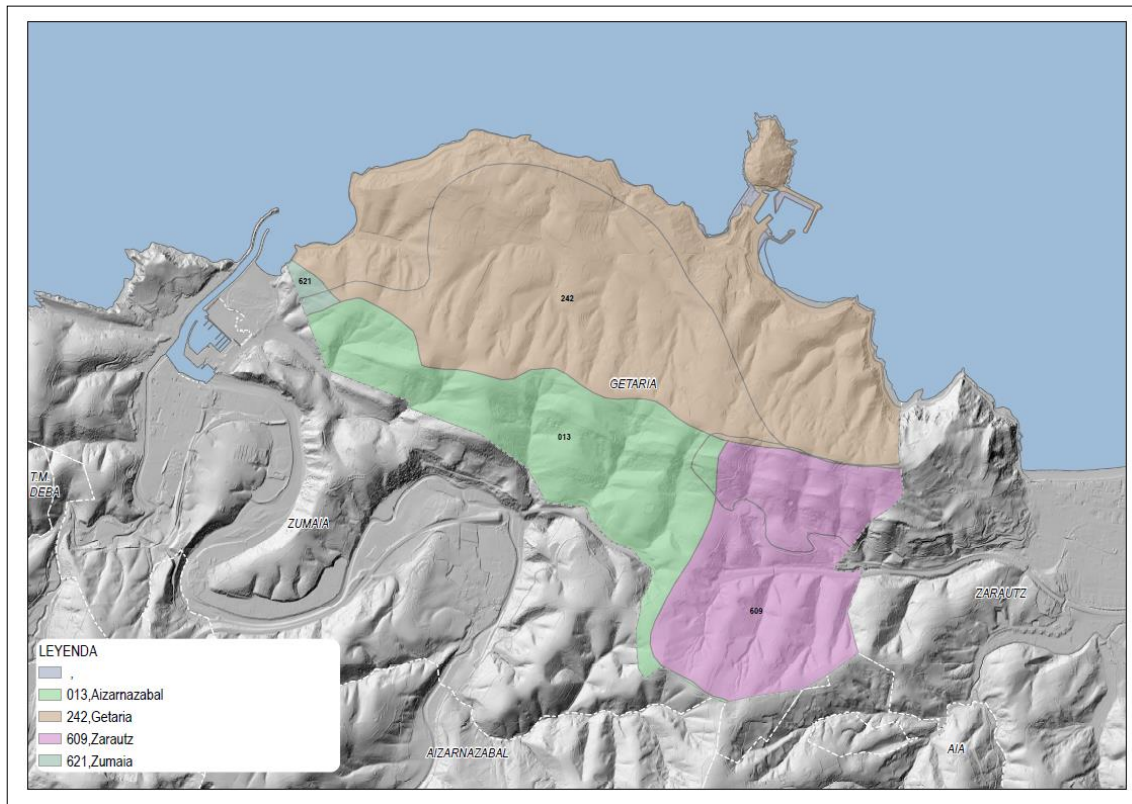 621
242
GETARIA
013
T.M.
DEBA
ZUMAIA
ZARAUTZ
609
LEYENDA
,
013,Aizarnazabal
242,Getaria
609,Zarautz
621,Zumaia
AIZARNAZABAL
AIA